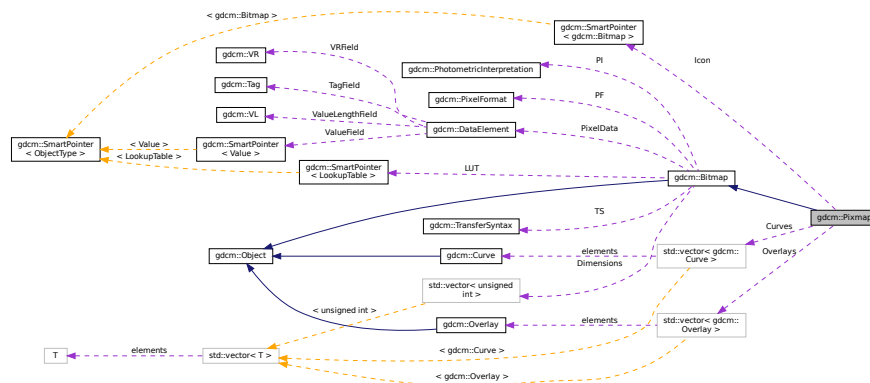 < gdcm::Bitmap >
gdcm::SmartPointer
< gdcm::Bitmap >
gdcm::VR
VRField
gdcm::PhotometricInterpretation
PI
Icon
gdcm::Tag
TagField
gdcm::PixelFormat
PF
gdcm::VL
ValueLengthField
gdcm::DataElement
PixelData
ValueField
gdcm::SmartPointer
< ObjectType >
< Value >
gdcm::SmartPointer
< Value >
< LookupTable >
gdcm::SmartPointer
< LookupTable >
LUT
gdcm::Bitmap
gdcm::Pixmap
TS
gdcm::TransferSyntax
Curves
gdcm::Object
gdcm::Curve
elements
Dimensions
std::vector< gdcm::
Curve >
Overlays
std::vector< unsigned
int >
< unsigned int >
gdcm::Overlay
elements
std::vector< gdcm::
Overlay >
T
elements
std::vector< T >
< gdcm::Curve >
< gdcm::Overlay >